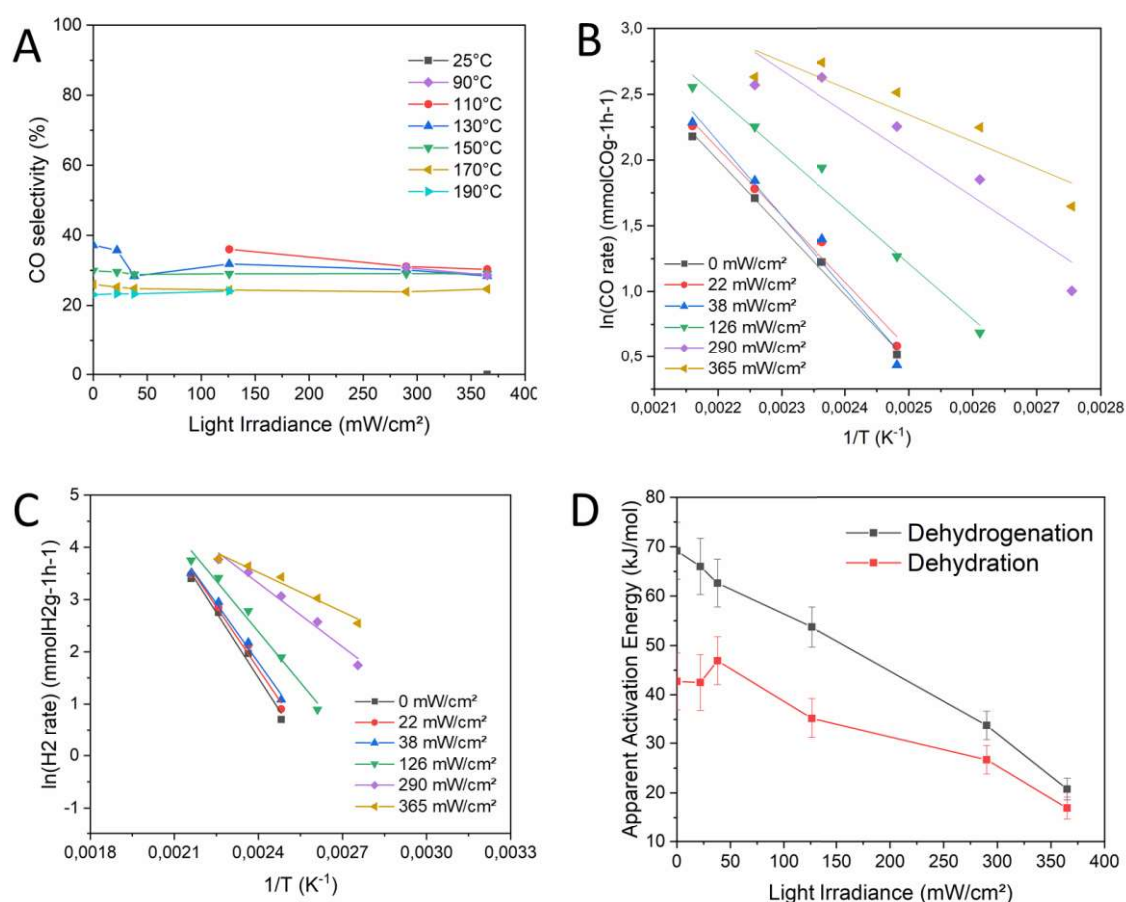 A
CO selectivity (%)
100
80
60
40
20
0
25°C
90°C
110°C
130°C
150°C
170°C
190°C
0 50 100 150 200 250 300 350 400
Light Irradiance (mW/cm²)
B
ln(CO rate) (mmolCOg-1h-1)
3,0
2,5
2,0
1,5
1,0
0,5
0 mW/cm²
22 mW/cm²
38 mW/cm²
126 mW/cm²
290 mW/cm²
365 mW/cm²
0,0021 0,0022 0,0023 0,0024 0,0025 0,0026 0,0027 0,0028
1/T (K⁻¹)
C
ln(H2 rate) (mmolH2g-1h-1)
5
4
3
2
1
0
-1
0 mW/cm²
22 mW/cm²
38 mW/cm²
126 mW/cm²
290 mW/cm²
365 mW/cm²
0,0018 0,0021 0,0024 0,0027 0,0030 0,0033
1/T (K⁻¹)
D
Apparent Activation Energy (kJ/mol)
80
70
60
50
40
30
20
10
Dehydrogenation
Dehydration
0 50 100 150 200 250 300 350 400
Light Irradiance (mW/cm²)